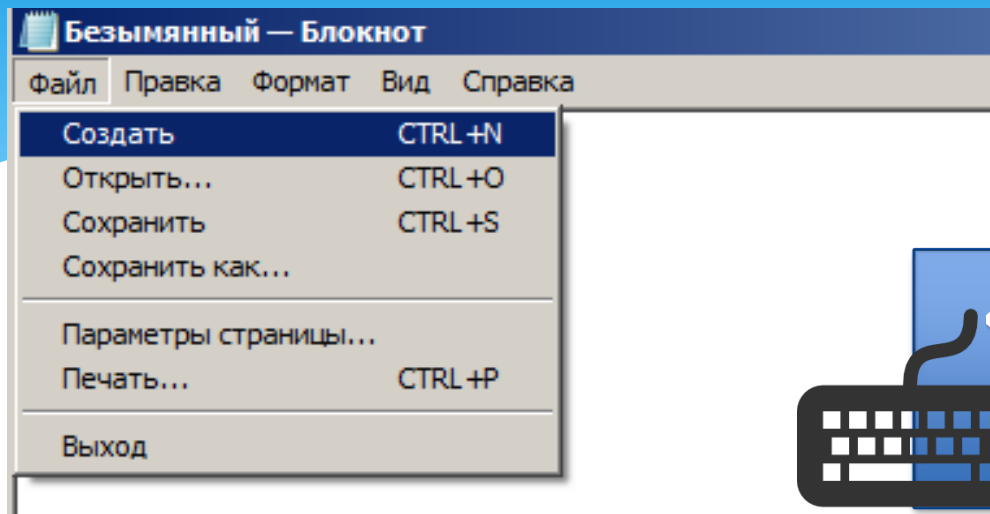 Безымянный — Блокнот
Файл Правка Формат Вид Справка
Создать CTRL+N
Открыть... CTRL+O
Сохранить CTRL+S
Сохранить как...
Параметры страницы...
Печать... CTRL+P
Выход